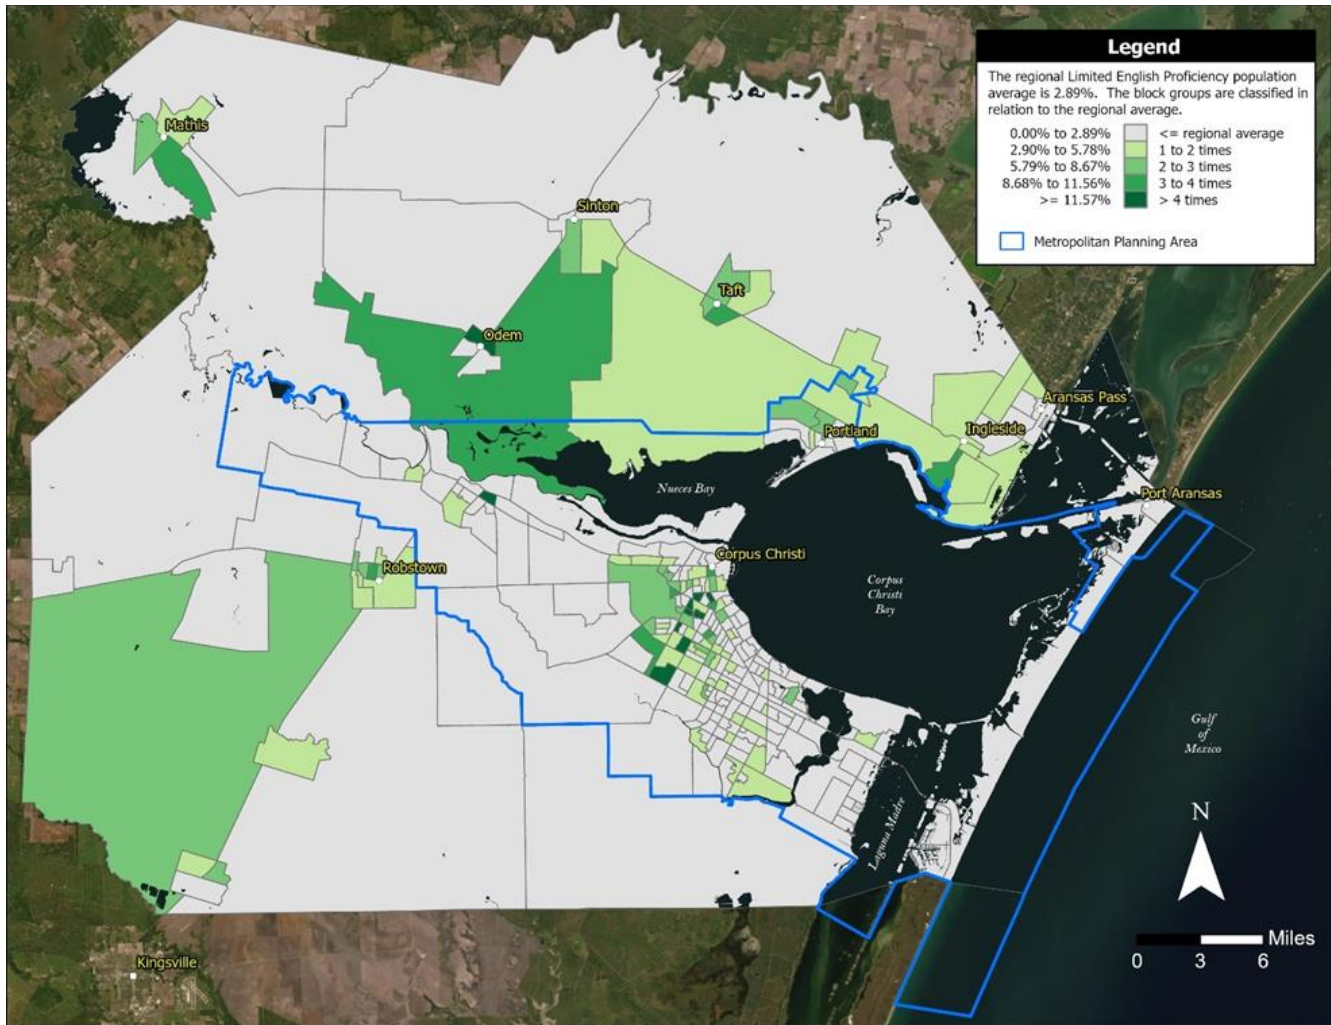 Legend
The regional Limited English Proficiency population
average is 2.89%. The block groups are classified in
relation to the regional average.
0.00% to 2.89% <= regional average
2.90% to 5.78% 1 to 2 times
5.79% to 8.67% 2 to 3 times
8.68% to 11.56% 3 to 4 times
>= 11.57% > 4 times
Metropolitan Planning Area
Mathis
Sinton
Taft
Odem
Aransas Pass
Portland
Ingleside
Nueces Bay
Port Aransas
Corpus Christi
Robstown
Corpus
Christi
Bay
Gulf
of
Mexico
Laguna Madre
N
Miles
0 3 6
Kingsville